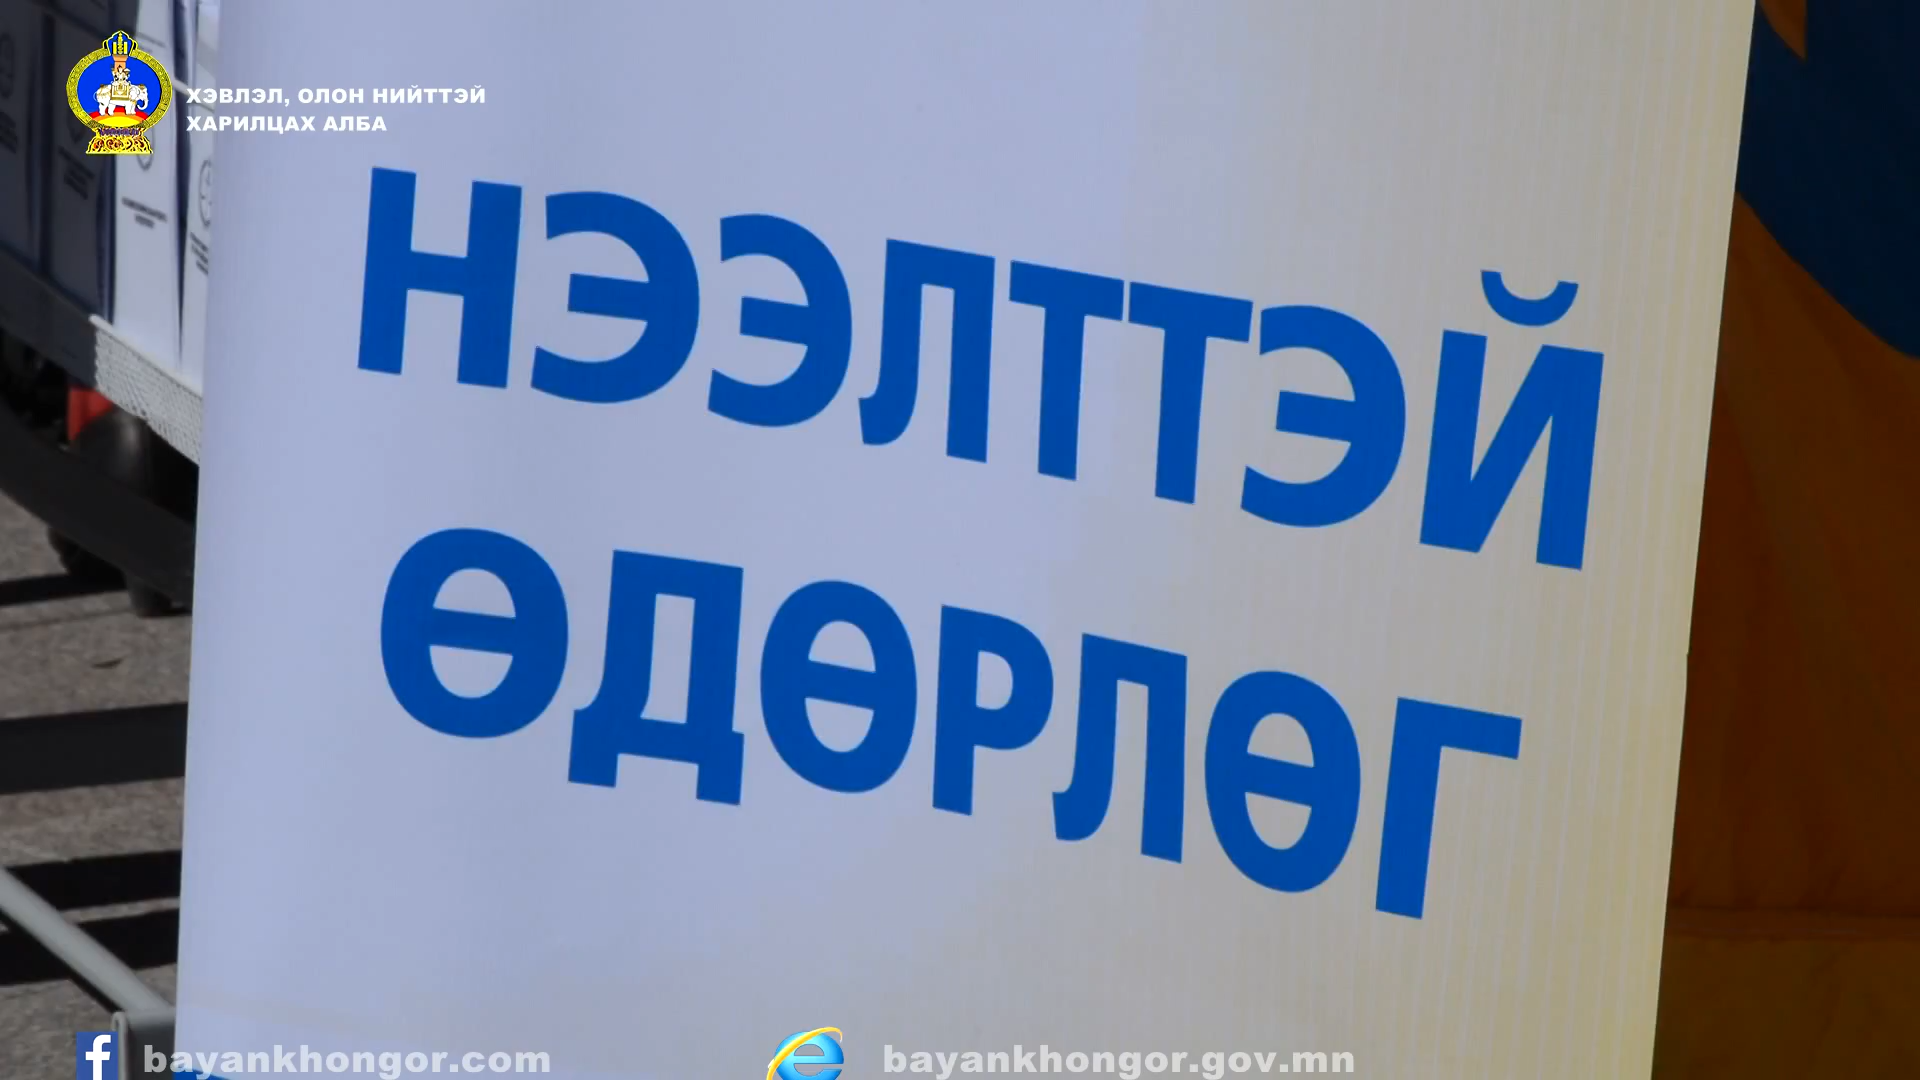 ХЭВЛЭЛ, ОЛОН НИЙТТЭЙ
ХАРИЛЦАХ АЛБА
НЭЭЛТТЭЙ
ӨДӨРЛӨГ
bayankhongor.com
bayankhongor.gov.mn